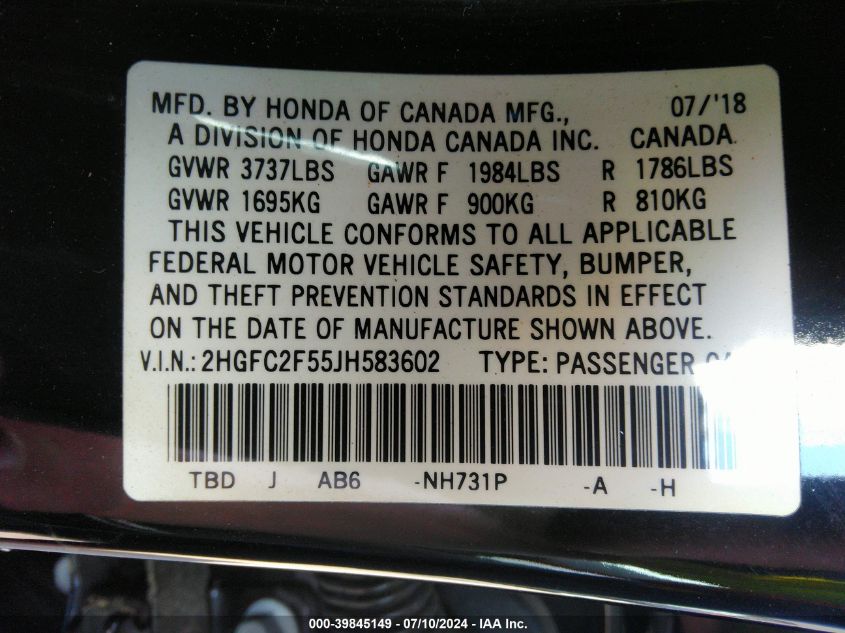 MFD. BY HONDA OF CANADA MFG., 07/'18
A DIVISION OF HONDA CANADA INC. CANADA
GVWR 3737LBS GAWR F 1984LBS R 1786LBS
GVWR 1695KG GAWR F 900KG R 810KG
THIS VEHICLE CONFORMS TO ALL APPLICABLE
FEDERAL MOTOR VEHICLE SAFETY, BUMPER,
AND THEFT PREVENTION STANDARDS IN EFFECT
ON THE DATE OF MANUFACTURE SHOWN ABOVE.
V.I.N.: 2HGFC2F55JH583602 TYPE: PASSENGER
TBD J AB6 -NH731P -A -H
000-39845149 - 07/10/2024 - IAA Inc.